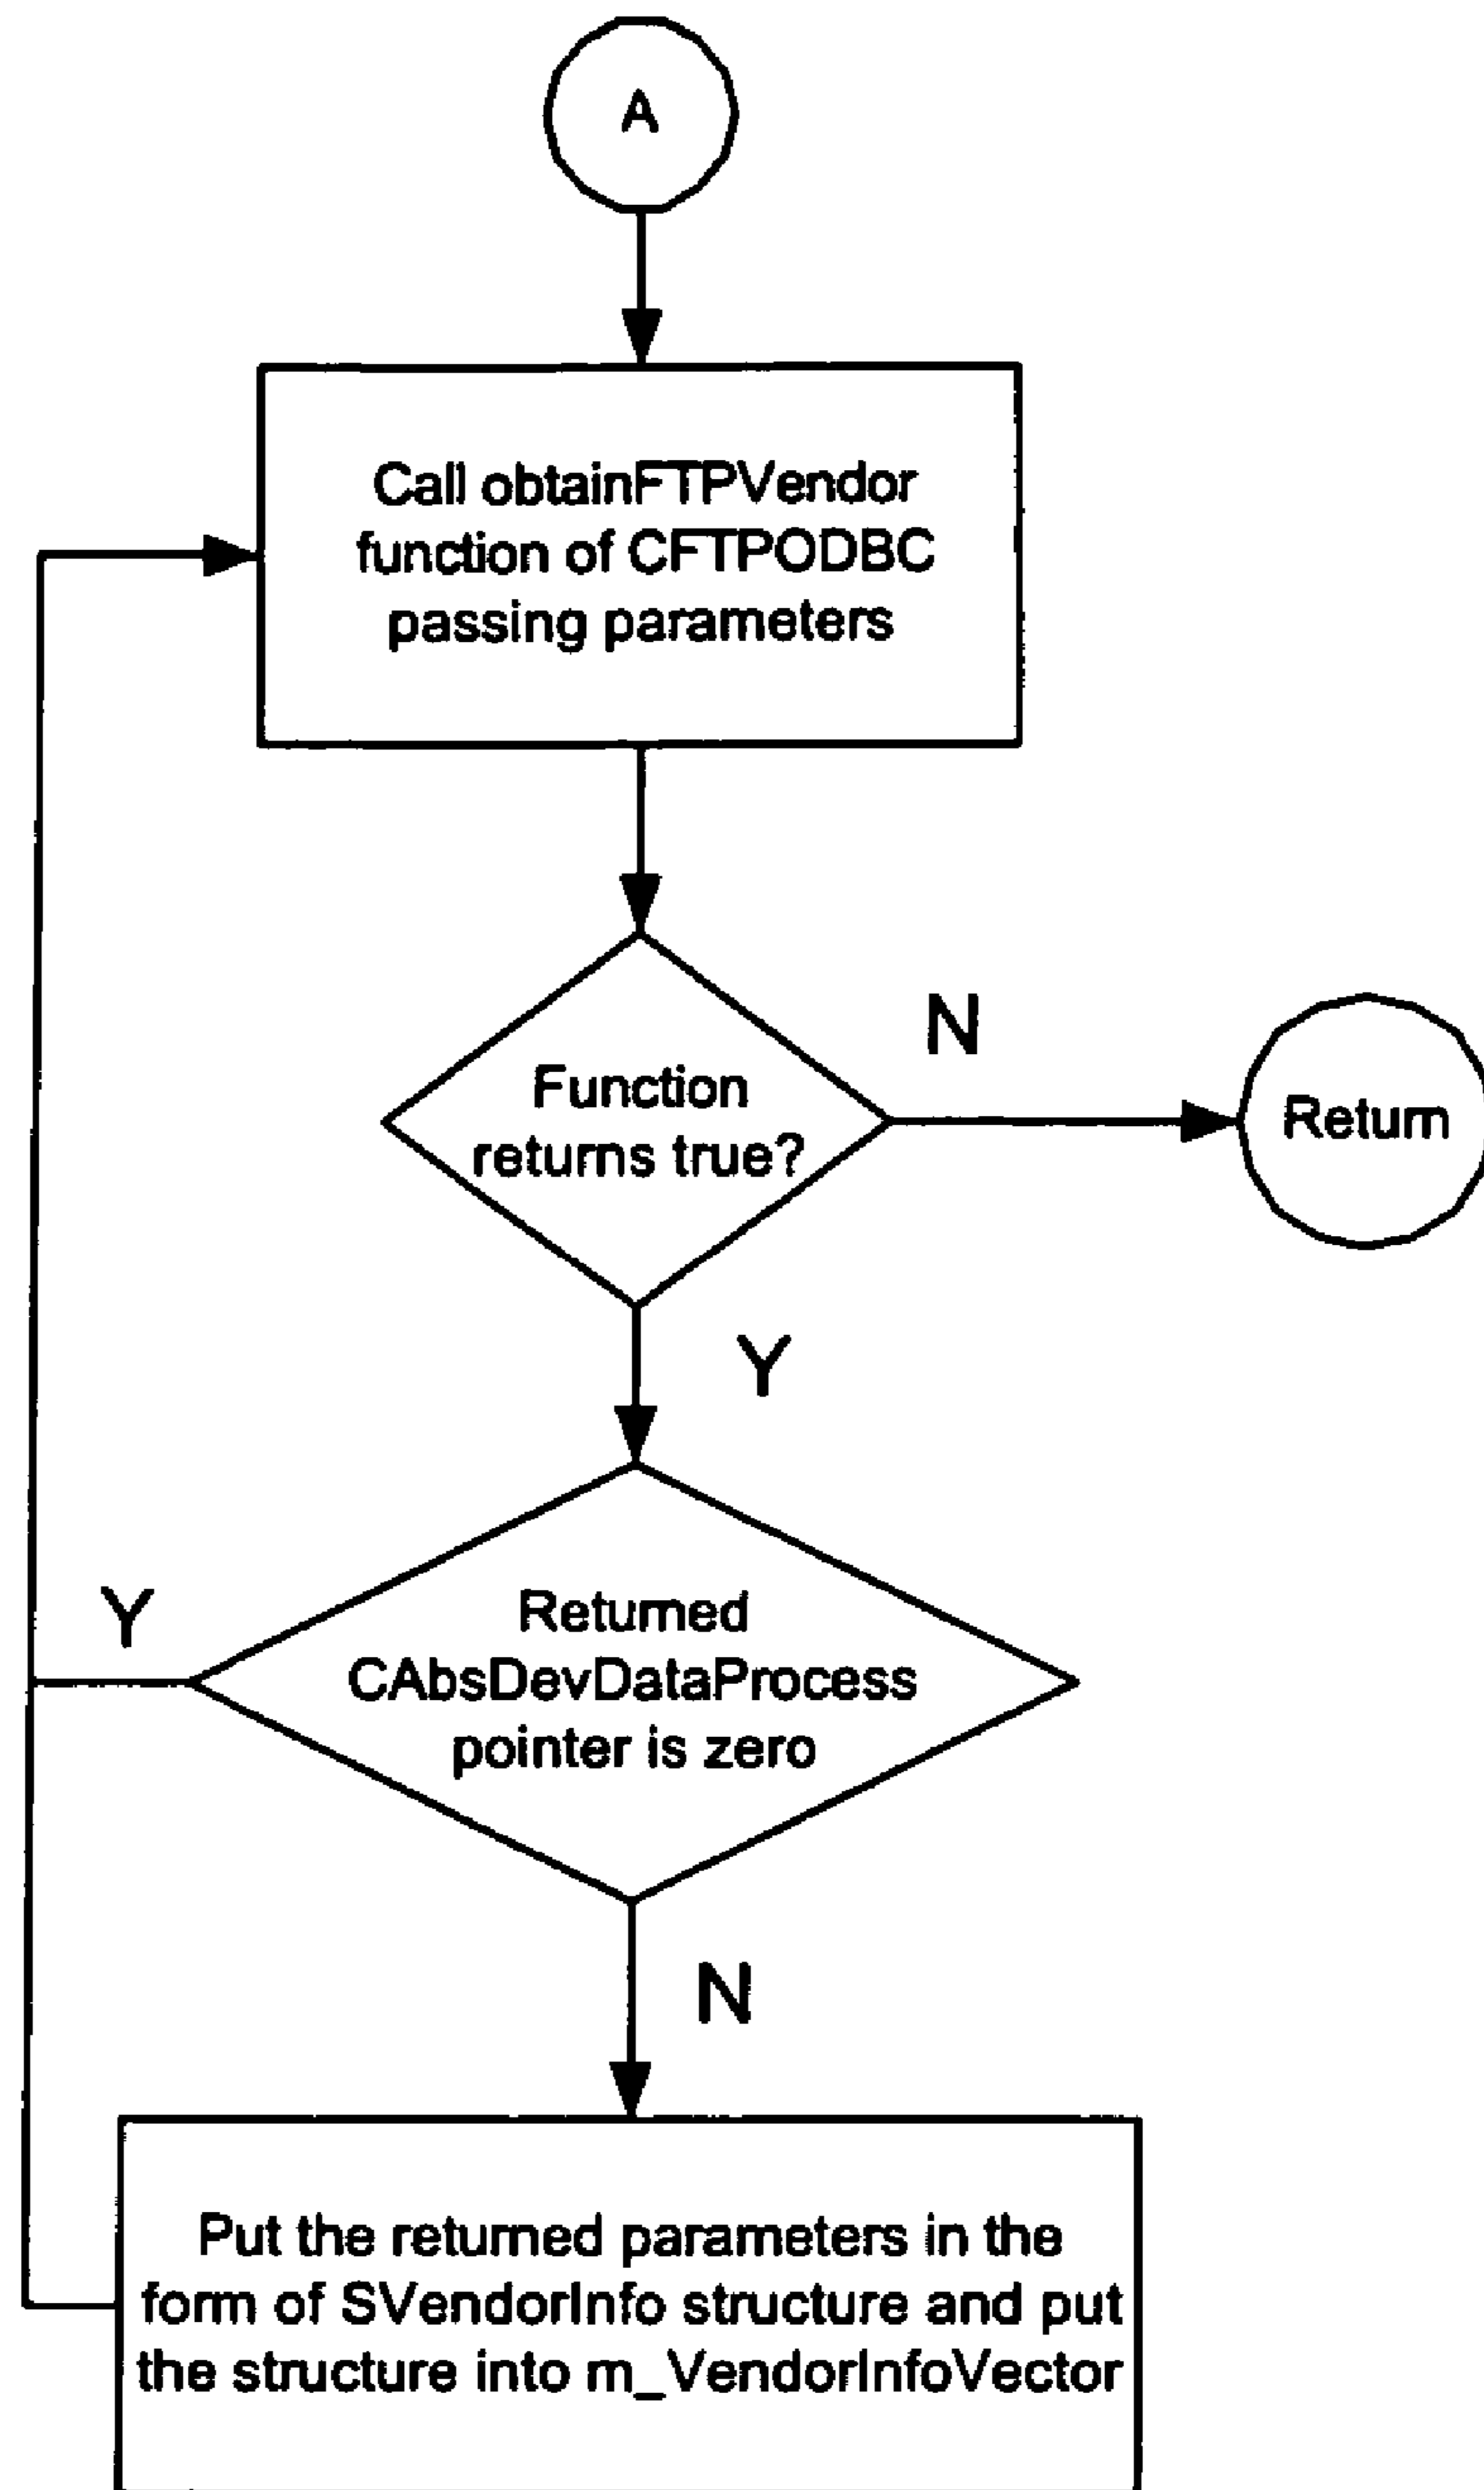 A
Call obtainFTPVendor
function of CFTPODBC
passing parameters
Function
returns true?
N
Return
Y
Returned
CAbsDevDataProcess
pointer is zero
Y
N
Put the returned parameters in the
form of SVendorInfo structure and put
the structure into m_VendorInfoVector